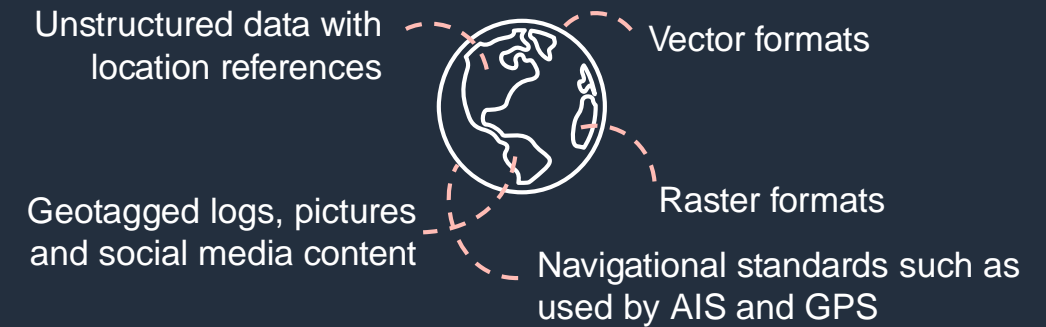 Unstructured data with
location references
Vector formats
Raster formats
Geotagged logs, pictures
and social media content
Navigational standards such as
used by AIS and GPS